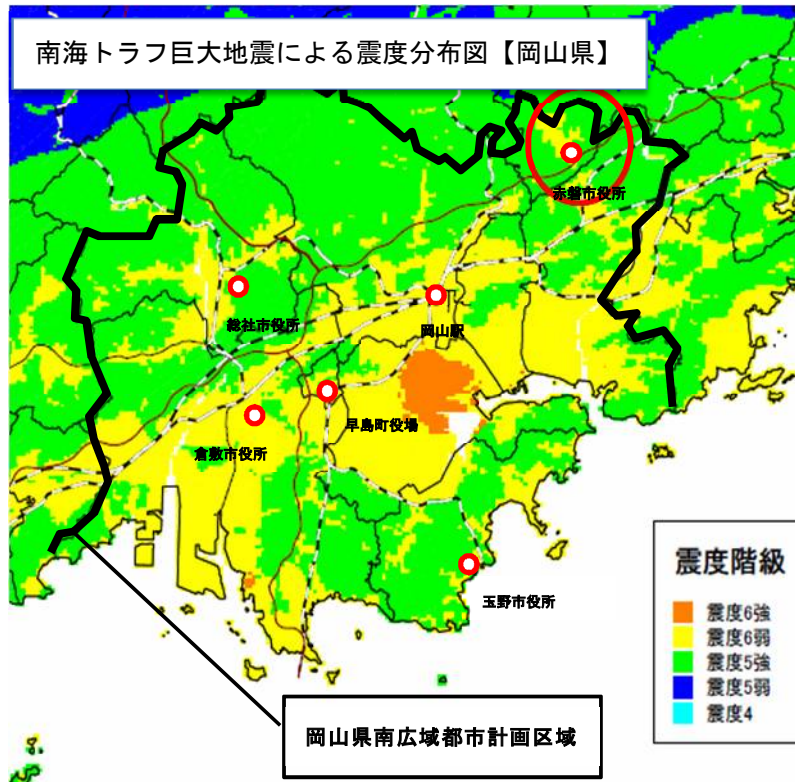 南海トラフ巨大地震による震度分布図【岡山県】
赤磐市役所
総社市役所
岡山駅
早島町役場
倉敷市役所
玉野市役所
震度階級
震度6強
震度6弱
震度5強
震度5弱
震度4
岡山県南広域都市計画区域